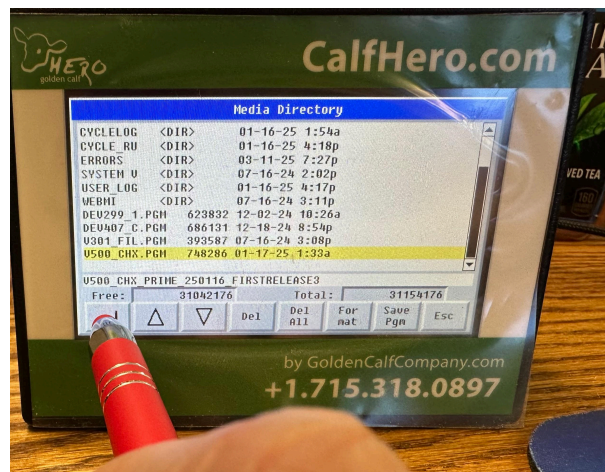 HERO
golden calf
CalfHero.com
Media Directory
CYCLELOG <DIR> 01-16-25 1:54a
CYCLE_RU <DIR> 01-16-25 4:18p
ERRORS <DIR> 03-11-25 7:27p
SYSTEM_V <DIR> 07-16-24 2:02p
USER_LOG <DIR> 01-16-25 4:17p
WEBMI <DIR> 07-16-24 3:11p
DEV299_1.PGM 623832 12-02-24 10:26a
DEV407_C.PGM 686131 12-18-24 8:54p
V301_FIL.PGM 393587 07-16-24 3:08p
V500_CHX.PGM 748286 01-17-25 1:33a
V500_CHX_PRIME_250116_FIRSTRELEASE3
Free: 31042176 Total: 31154176
Del Del All For mat Save Pgm Esc
by GoldenCalfCompany.com
+1.715.318.0897
VED TEA
180